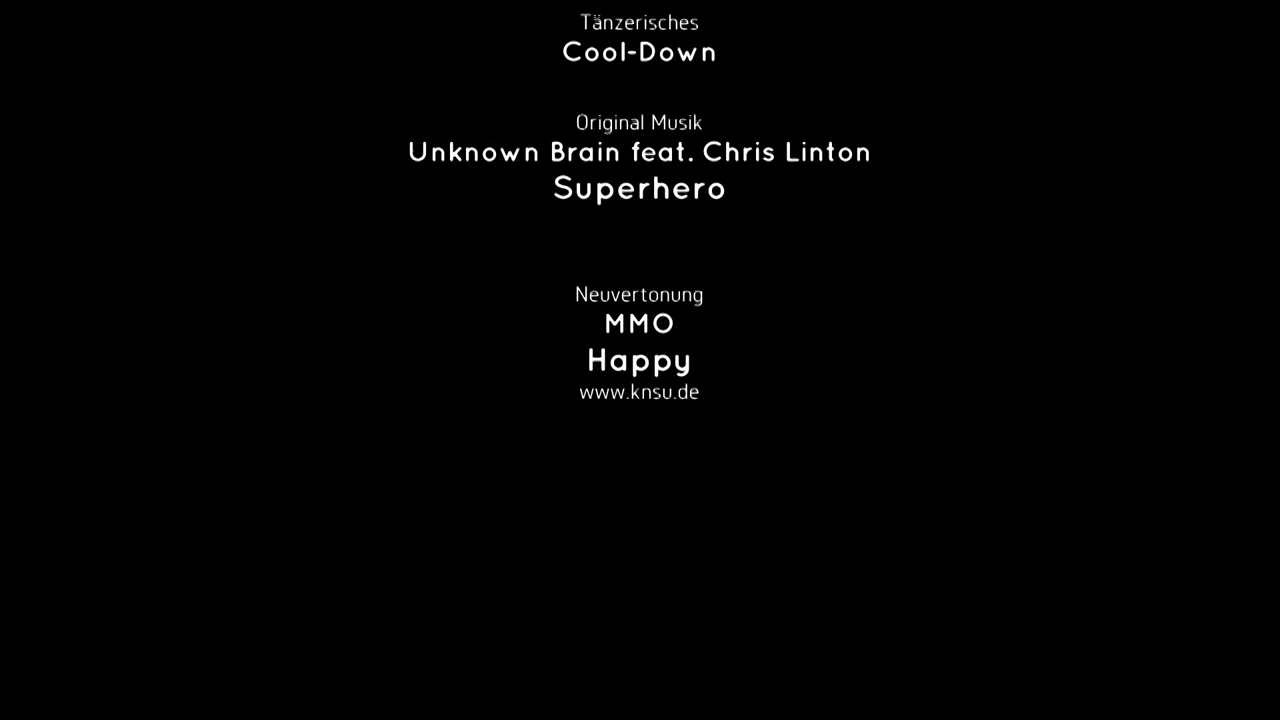 Tänzerisches
Cool-Down
Original Musik
Unknown Brain feat. Chris Linton
Superhero
Neuvertonung
MMO
Happy
www.knsu.de